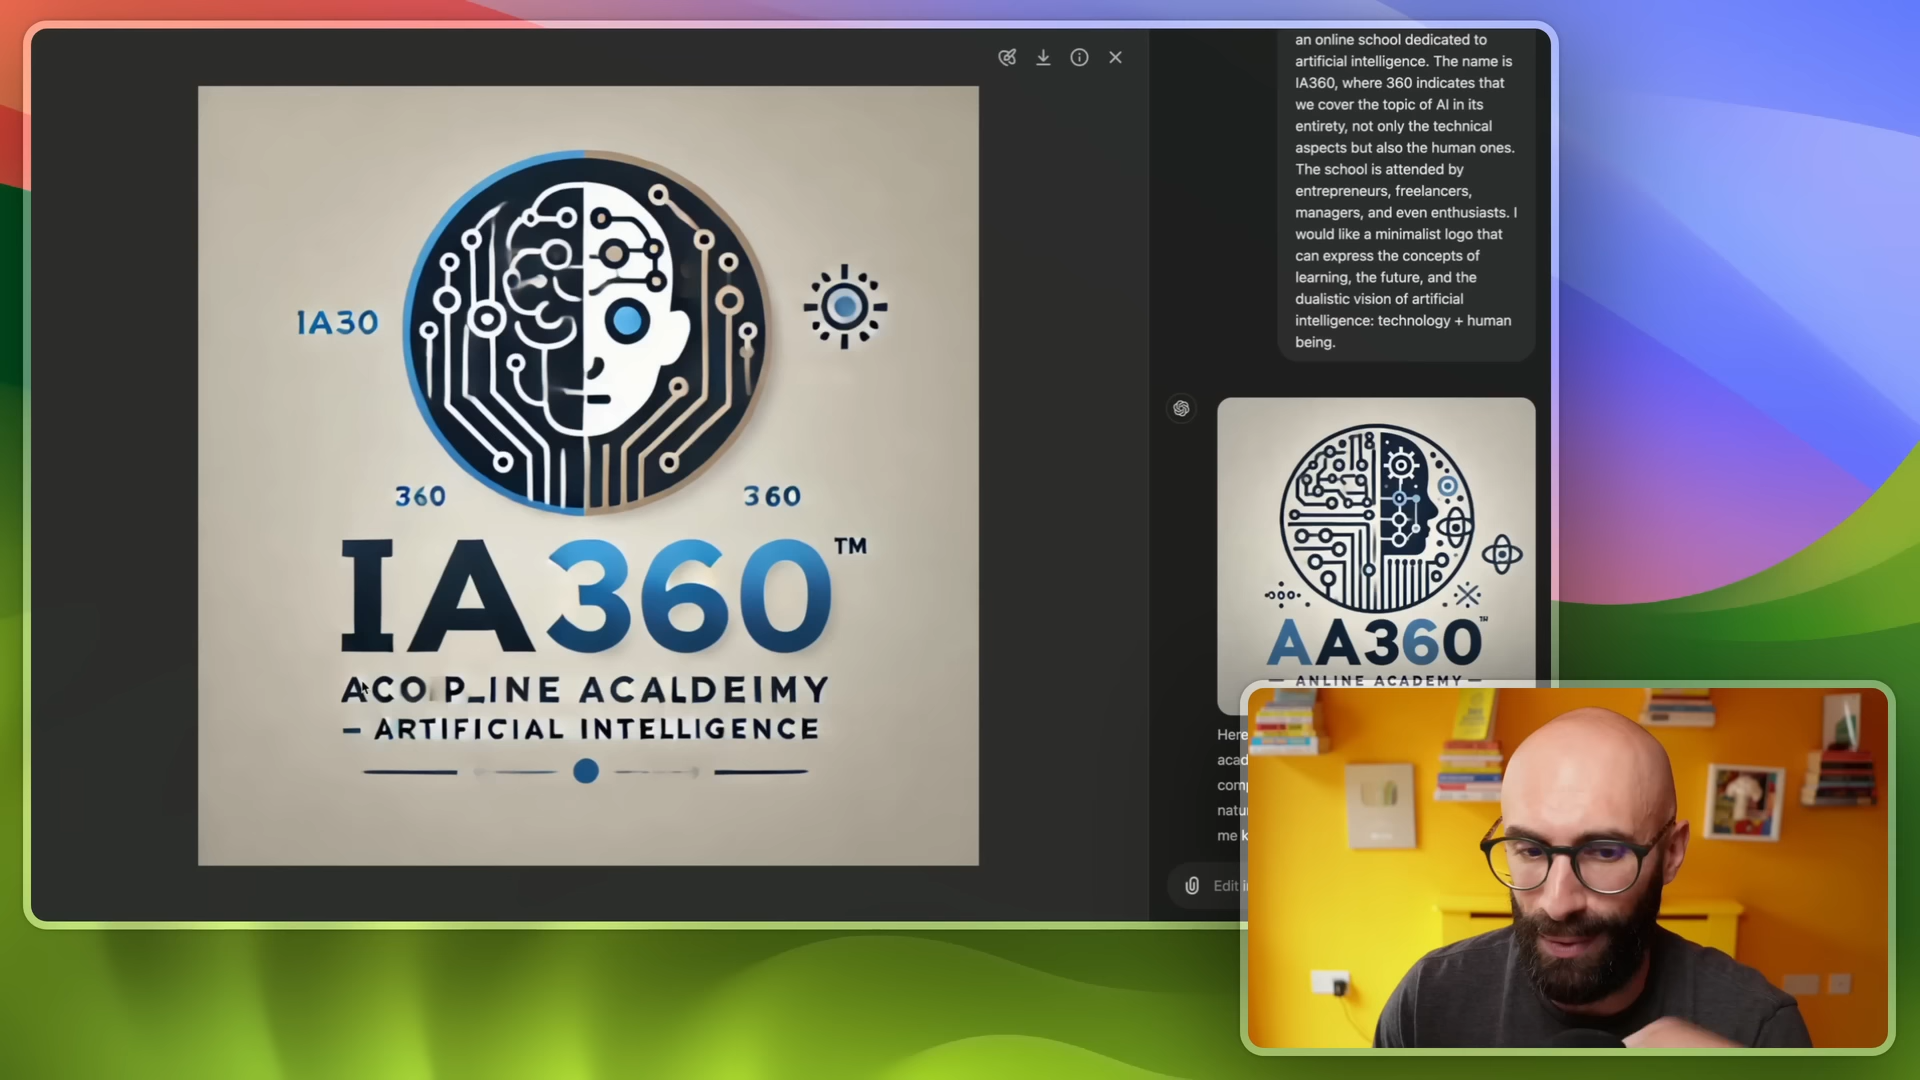 IA30
360
360
IA360™
ACO P_INE ACALDEIMY
– ARTIFICIAL INTELLIGENCE
an online school dedicated to
artificial intelligence. The name is
IA360, where 360 indicates that
we cover the topic of AI in its
entirety, not only the technical
aspects but also the human ones.
The school is attended by
entrepreneurs, freelancers,
managers, and even enthusiasts. I
would like a minimalist logo that
can express the concepts of
learning, the future, and the
dualistic vision of artificial
intelligence: technology + human
being.
AA360™
— ANLINE ACADEMY —
Here
acad
comp
natu
me k
Edit i